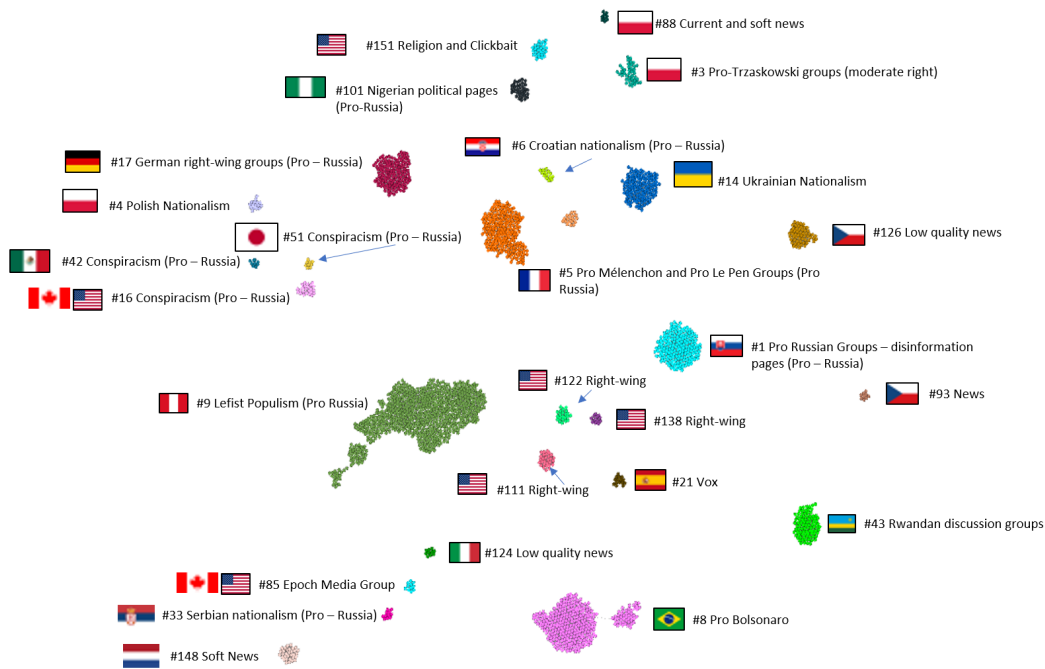 #88 Current and soft news
#151 Religion and Clickbait
#3 Pro-Trzaskowski groups (moderate right)
#101 Nigerian political pages
(Pro-Russia)
#6 Croatian nationalism (Pro – Russia)
#17 German right-wing groups (Pro – Russia)
#14 Ukrainian Nationalism
#4 Polish Nationalism
#126 Low quality news
#51 Conspiracism (Pro – Russia)
#42 Conspiracism (Pro – Russia)
#5 Pro Mélenchon and Pro Le Pen Groups (Pro
Russia)
#16 Conspiracism (Pro – Russia)
#1 Pro Russian Groups – disinformation
pages (Pro – Russia)
#122 Right-wing
#93 News
#9 Lefist Populism (Pro Russia)
#138 Right-wing
#111 Right-wing
#21 Vox
#43 Rwandan discussion groups
#124 Low quality news
#85 Epoch Media Group
#33 Serbian nationalism (Pro – Russia)
#8 Pro Bolsonaro
#148 Soft News